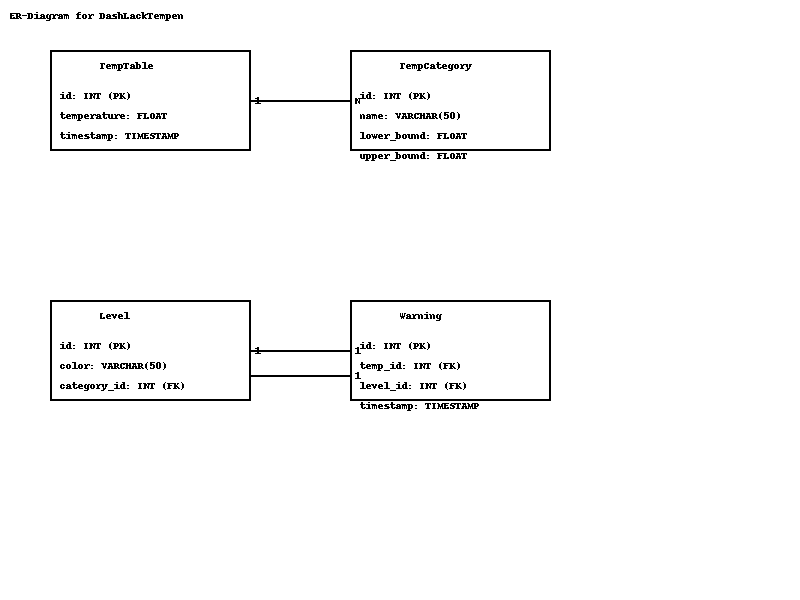 ER-Diagram for DashLackTempen
TempTable
id: INT (PK)
temperature: FLOAT
timestamp: TIMESTAMP
1
N
TempCategory
id: INT (PK)
name: VARCHAR(50)
lower_bound: FLOAT
upper_bound: FLOAT
Level
id: INT (PK)
color: VARCHAR(50)
category_id: INT (FK)
1
1
1
Warning
id: INT (PK)
temp_id: INT (FK)
level_id: INT (FK)
timestamp: TIMESTAMP